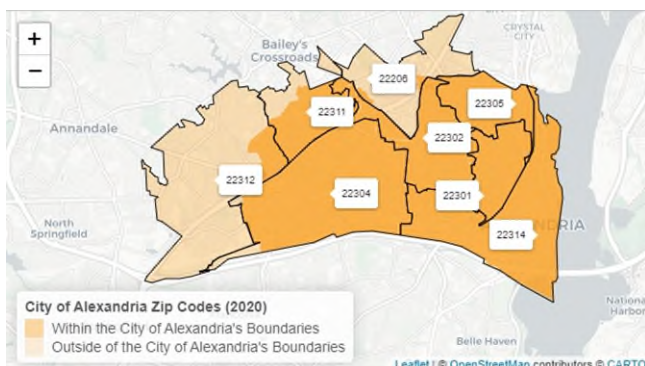 +
−
Bailey's
Crossroads
CRYSTAL
CITY
22206
22305
22311
22302
Annandale
22312
22304
22301
North
Springfield
22314
DRIA
City of Alexandria Zip Codes (2020)
Within the City of Alexandria's Boundaries
Outside of the City of Alexandria's Boundaries
Nationa
Harbor
Belle Haven
Leaflet | © OpenStreetMap contributors © CARTO